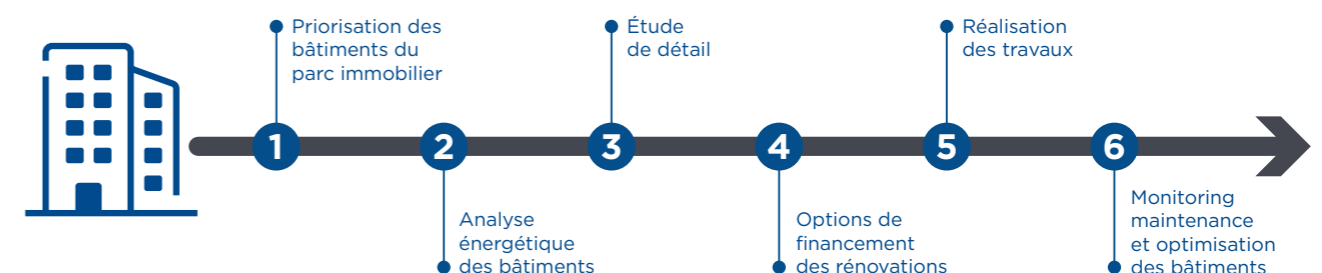 1
Priorisation des
bâtiments du
parc immobilier
2
Analyse
énergétique
des bâtiments
3
Étude
de détail
4
Options de
financement
des rénovations
5
Réalisation
des travaux
6
Monitoring
maintenance
et optimisation
des bâtiments